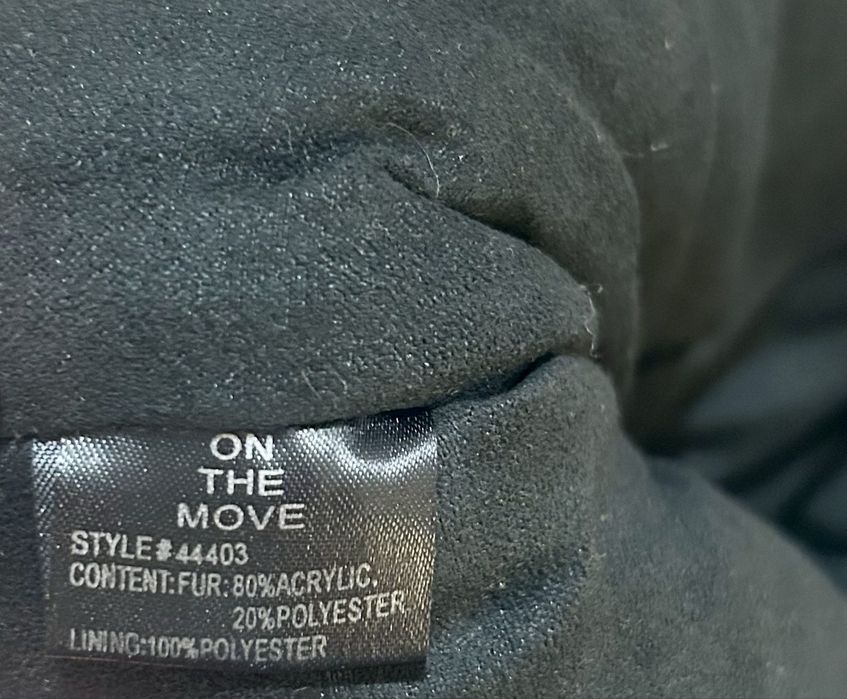 ON
THE
MOVE
STYLE#44403
CONTENT:FUR:80%ACRYLIC.
20%POLYESTER
LINING:100%POLYESTER